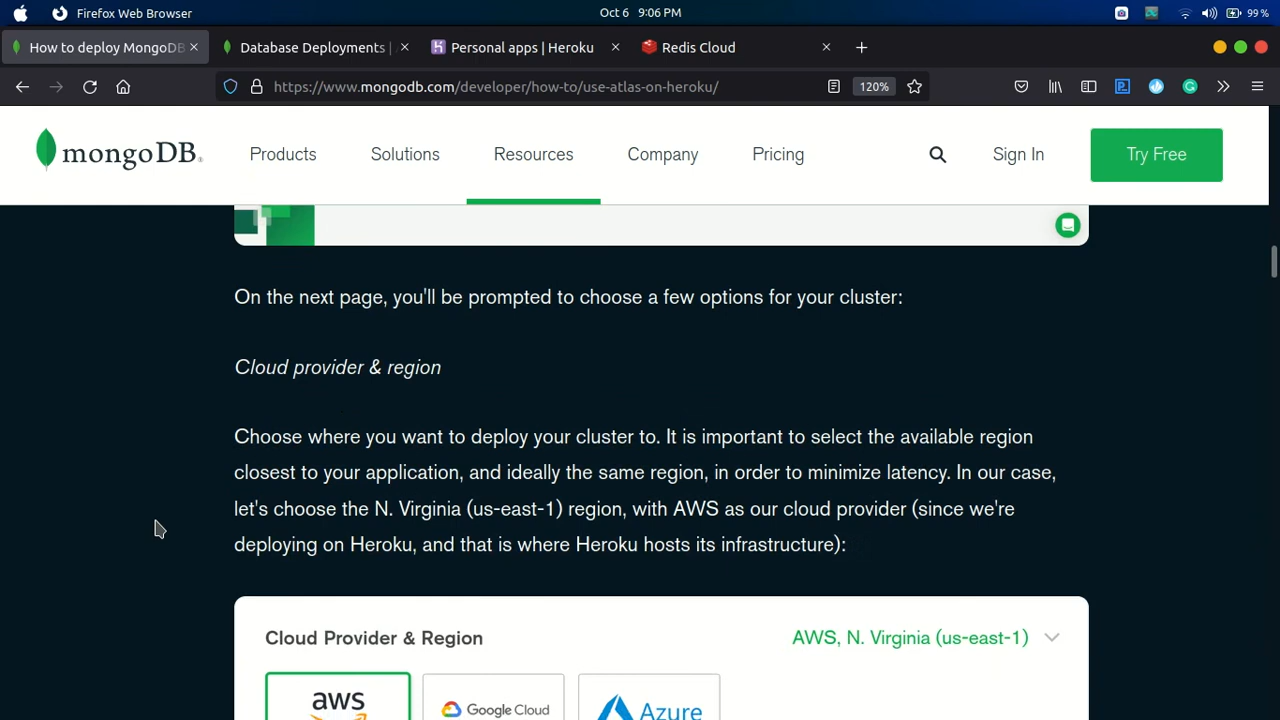 Firefox Web Browser
Oct 6 9:06 PM
99 %
How to deploy MongoDB
Database Deployments |
Personal apps | Heroku
Redis Cloud
https://www.mongodb.com/developer/how-to/use-atlas-on-heroku/
120%
mongoDB®
Products
Solutions
Resources
Company
Pricing
Sign In
Try Free
On the next page, you'll be prompted to choose a few options for your cluster:
Cloud provider & region
Choose where you want to deploy your cluster to. It is important to select the available region
closest to your application, and ideally the same region, in order to minimize latency. In our case,
let's choose the N. Virginia (us-east-1) region, with AWS as our cloud provider (since we're
deploying on Heroku, and that is where Heroku hosts its infrastructure):
Cloud Provider & Region
AWS, N. Virginia (us-east-1)
aws
Google Cloud
Azure